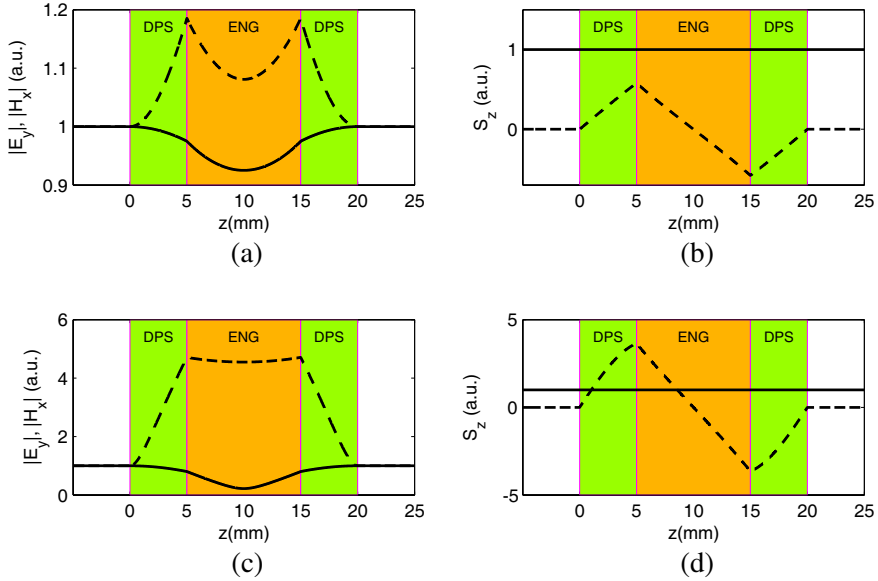 DPS ENG DPS
|E_y|, |H_x| (a.u.)
1.2
1.1
1
0.9
0 5 10 15 20 25
z(mm)
(a)
DPS ENG DPS
S_z (a.u.)
1
0
0 5 10 15 20 25
z(mm)
(b)
DPS ENG DPS
|E_y|, |H_x| (a.u.)
6
4
2
0
0 5 10 15 20 25
z(mm)
(c)
DPS ENG DPS
S_z (a.u.)
5
0
-5
0 5 10 15 20 25
z(mm)
(d)